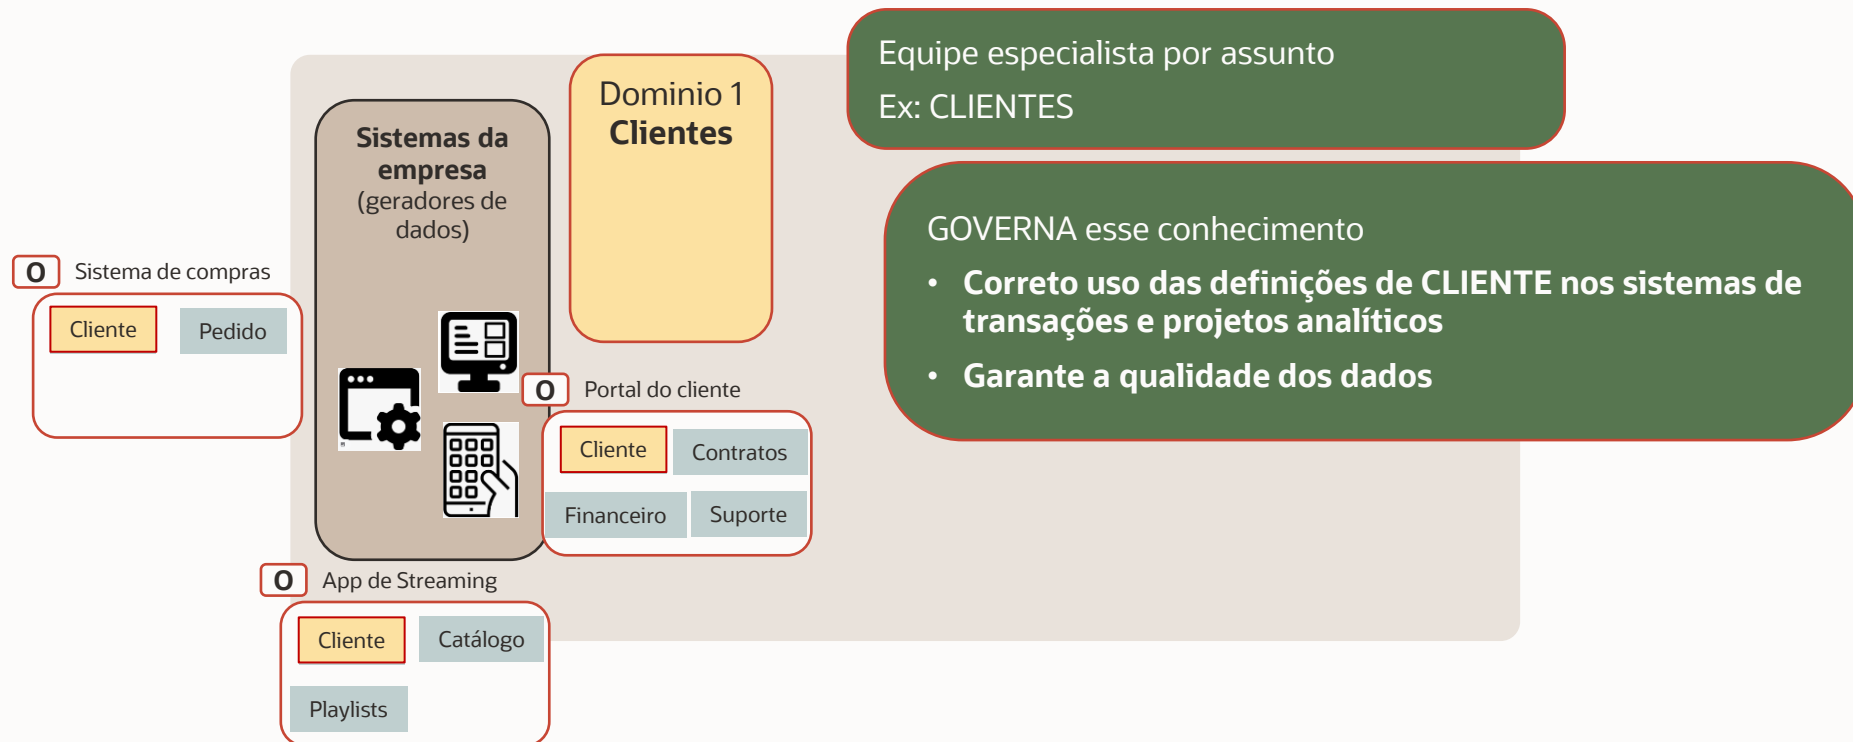 Equipe especialista por assunto
Ex: CLIENTES
Dominio 1
Clientes
Sistemas da
empresa
(geradores de
dados)
GOVERNA esse conhecimento
• Correto uso das definições de CLIENTE nos sistemas de
transações e projetos analíticos
• Garante a qualidade dos dados
O Sistema de compras
Cliente Pedido
O Portal do cliente
Cliente Contratos
Financeiro Suporte
O App de Streaming
Cliente Catálogo
Playlists